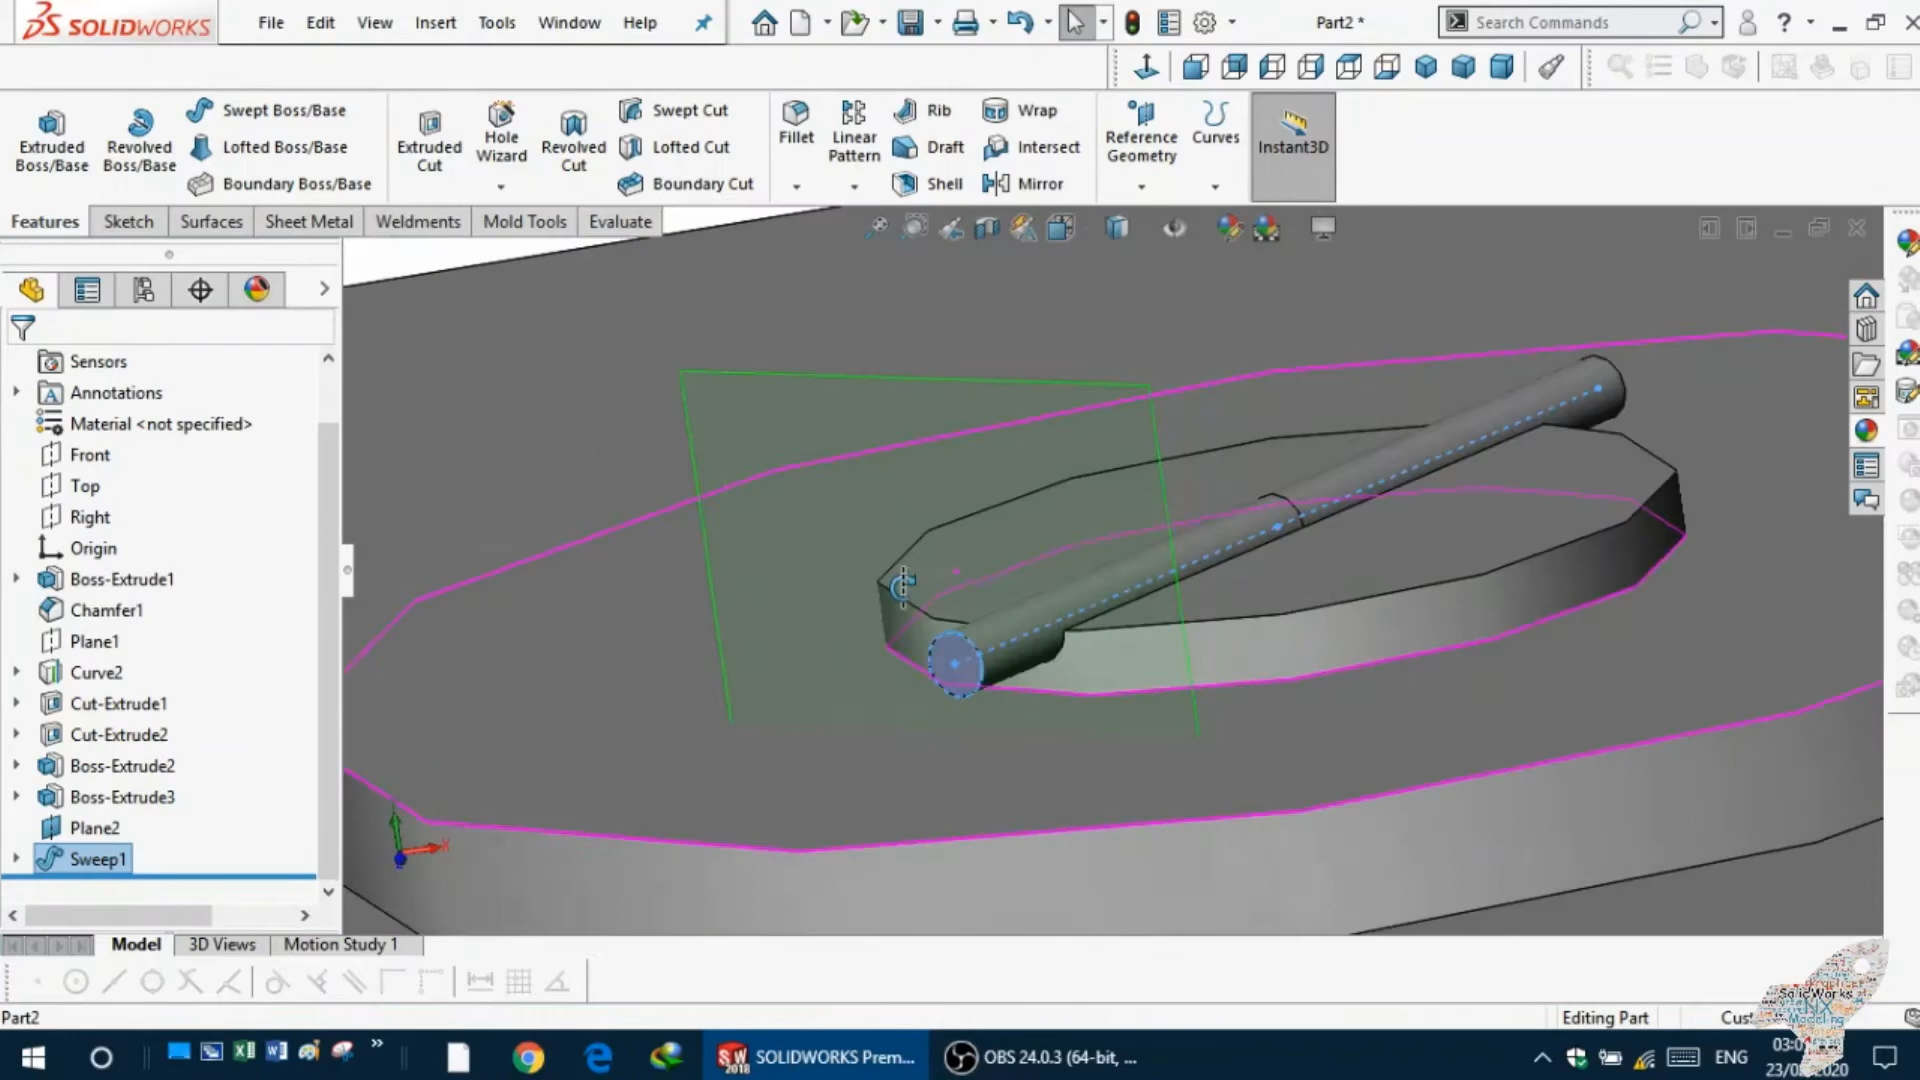 SOLIDWORKS File Edit View Insert Tools Window Help Part2 * Search Commands
Extruded Boss/Base Revolved Boss/Base Swept Boss/Base Lofted Boss/Base Boundary Boss/Base
Extruded Cut Hole Wizard Revolved Cut Swept Cut Lofted Cut Boundary Cut
Fillet Linear Pattern Rib Draft Shell Wrap Intersect Mirror
Reference Geometry Curves Instant3D
Features Sketch Surfaces Sheet Metal Weldments Mold Tools Evaluate
Sensors
Annotations
Material <not specified>
Front
Top
Right
Origin
Boss-Extrude1
Chamfer1
Plane1
Curve2
Cut-Extrude1
Cut-Extrude2
Boss-Extrude2
Boss-Extrude3
Plane2
Sweep1
X
Model 3D Views Motion Study 1
SolidWorks
NX
Modeling
Part2 Editing Part
SW 2018 SOLIDWORKS Prem... OBS 24.0.3 (64-bit, ... ENG